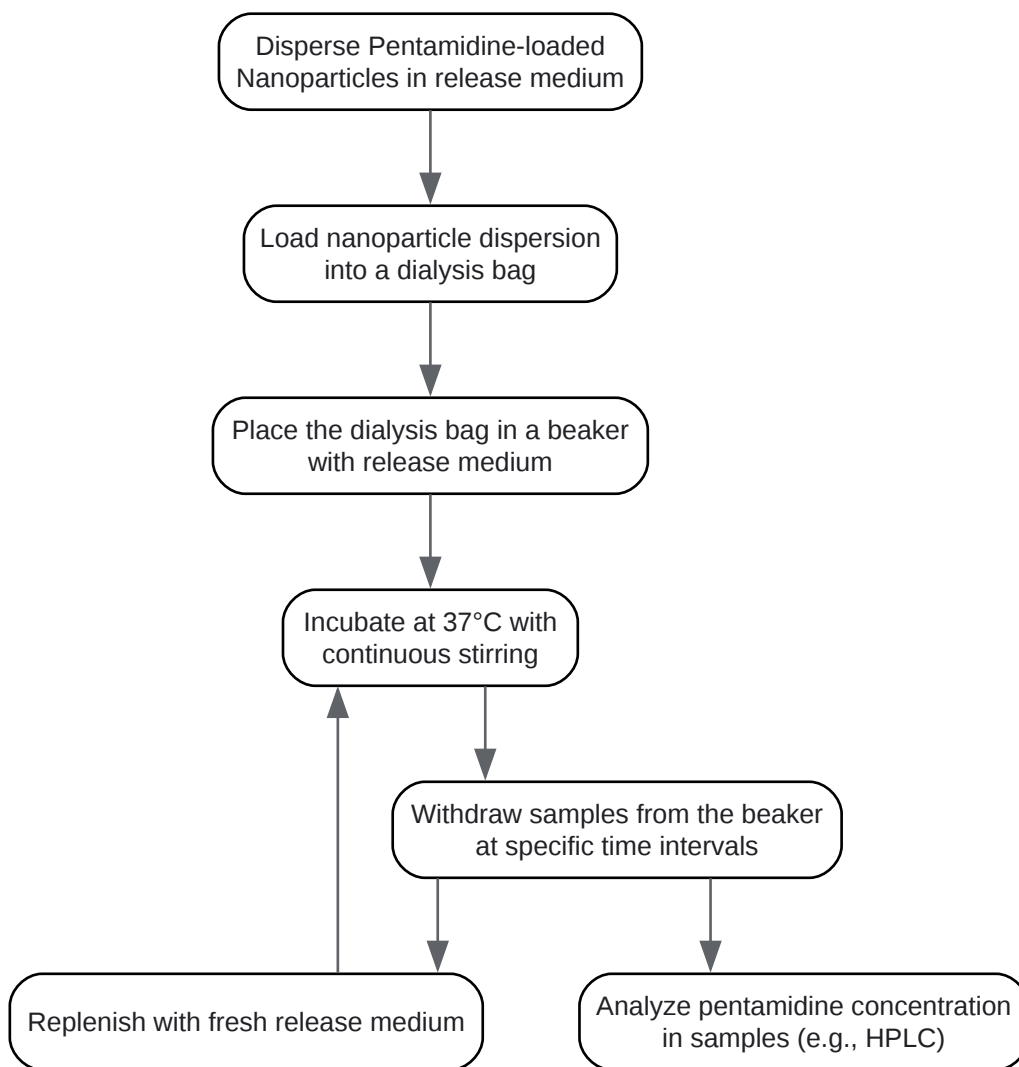 Disperse Pentamidine-loaded
Nanoparticles in release medium
Load nanoparticle dispersion
into a dialysis bag
Place the dialysis bag in a beaker
with release medium
Incubate at 37°C with
continuous stirring
Withdraw samples from the beaker
at specific time intervals
Replenish with fresh release medium
Analyze pentamidine concentration
in samples (e.g., HPLC)